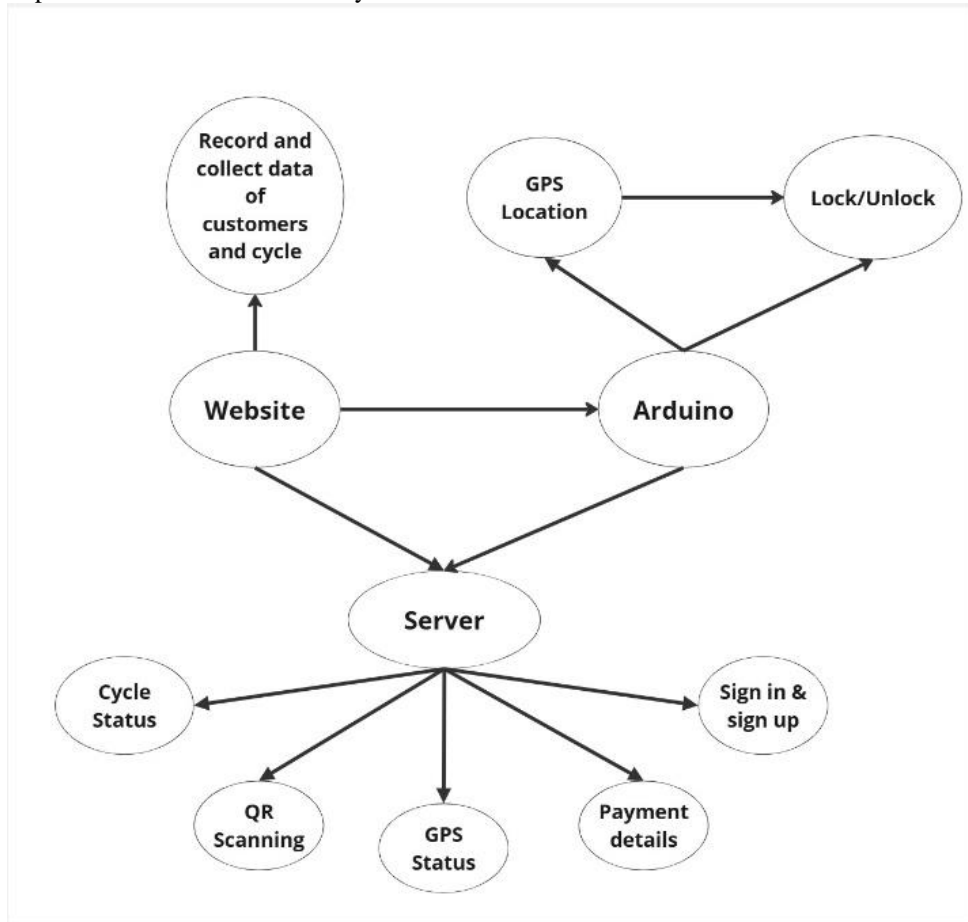 Record and
collect data
of
customers
and cycle
GPS
Location
Lock/Unlock
Website
Arduino
Server
Cycle
Status
Sign in &
sign up
QR
Scanning
GPS
Status
Payment
details